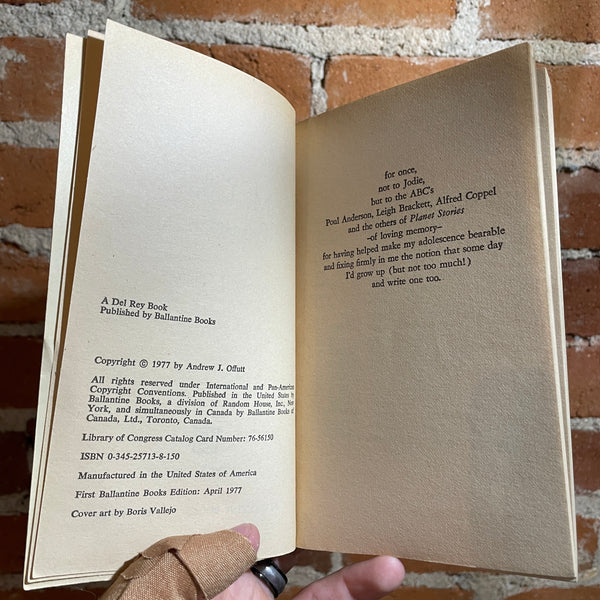 A Del Rey Book
Published by Ballantine Books
Copyright © 1977 by Andrew J. Offutt
All rights reserved under International and Pan-American
Copyright Conventions. Published in the United States by
Ballantine Books, a division of Random House, Inc, New
York, and simultaneously in Canada by Ballantine Books of
Canada, Ltd., Toronto, Canada.
Library of Congress Catalog Card Number: 76-56150
ISBN 0-345-25713-8-150
Manufactured in the United States of America
First Ballantine Books Edition: April 1977
Cover art by Boris Vallejo
for once,
not to Jodie,
but to the ABC's
Poul Anderson, Leigh Brackett, Alfred Coppel
and the others of Planet Stories
–of loving memory–
for having helped make my adolescence bearable
and fixing firmly in me the notion that some day
I'd grow up (but not too much!)
and write one too.